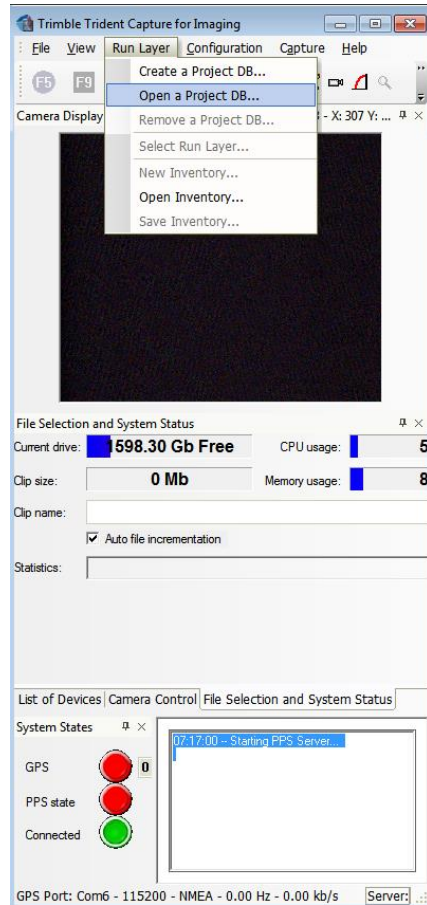 Trimble Trident Capture for Imaging
File View Run Layer Configuration Capture Help
F5 F9
Create a Project DB...
Open a Project DB...
Remove a Project DB...
Select Run Layer...
New Inventory...
Open Inventory...
Save Inventory...
Camera Display - X: 307 Y: ...
File Selection and System Status
Current drive: 1598.30 Gb Free CPU usage: 5
Clip size: 0 Mb Memory usage: 8
Clip name:
Auto file incrementation
Statistics:
List of Devices Camera Control File Selection and System Status
System States
07:17:00 -- Starting PPS Server...
GPS 0
PPS state
Connected
GPS Port: Com6 - 115200 - NMEA - 0.00 Hz - 0.00 kb/s Server: